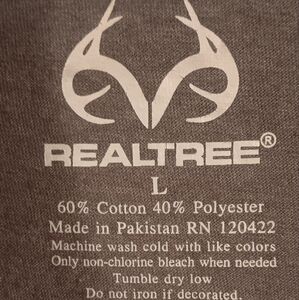 REALTREE®
L
60% Cotton 40% Polyester
Made in Pakistan RN 120422
Machine wash cold with like colors
Only non-chlorine bleach when needed
Tumble dry low
Do not iron if decorated.